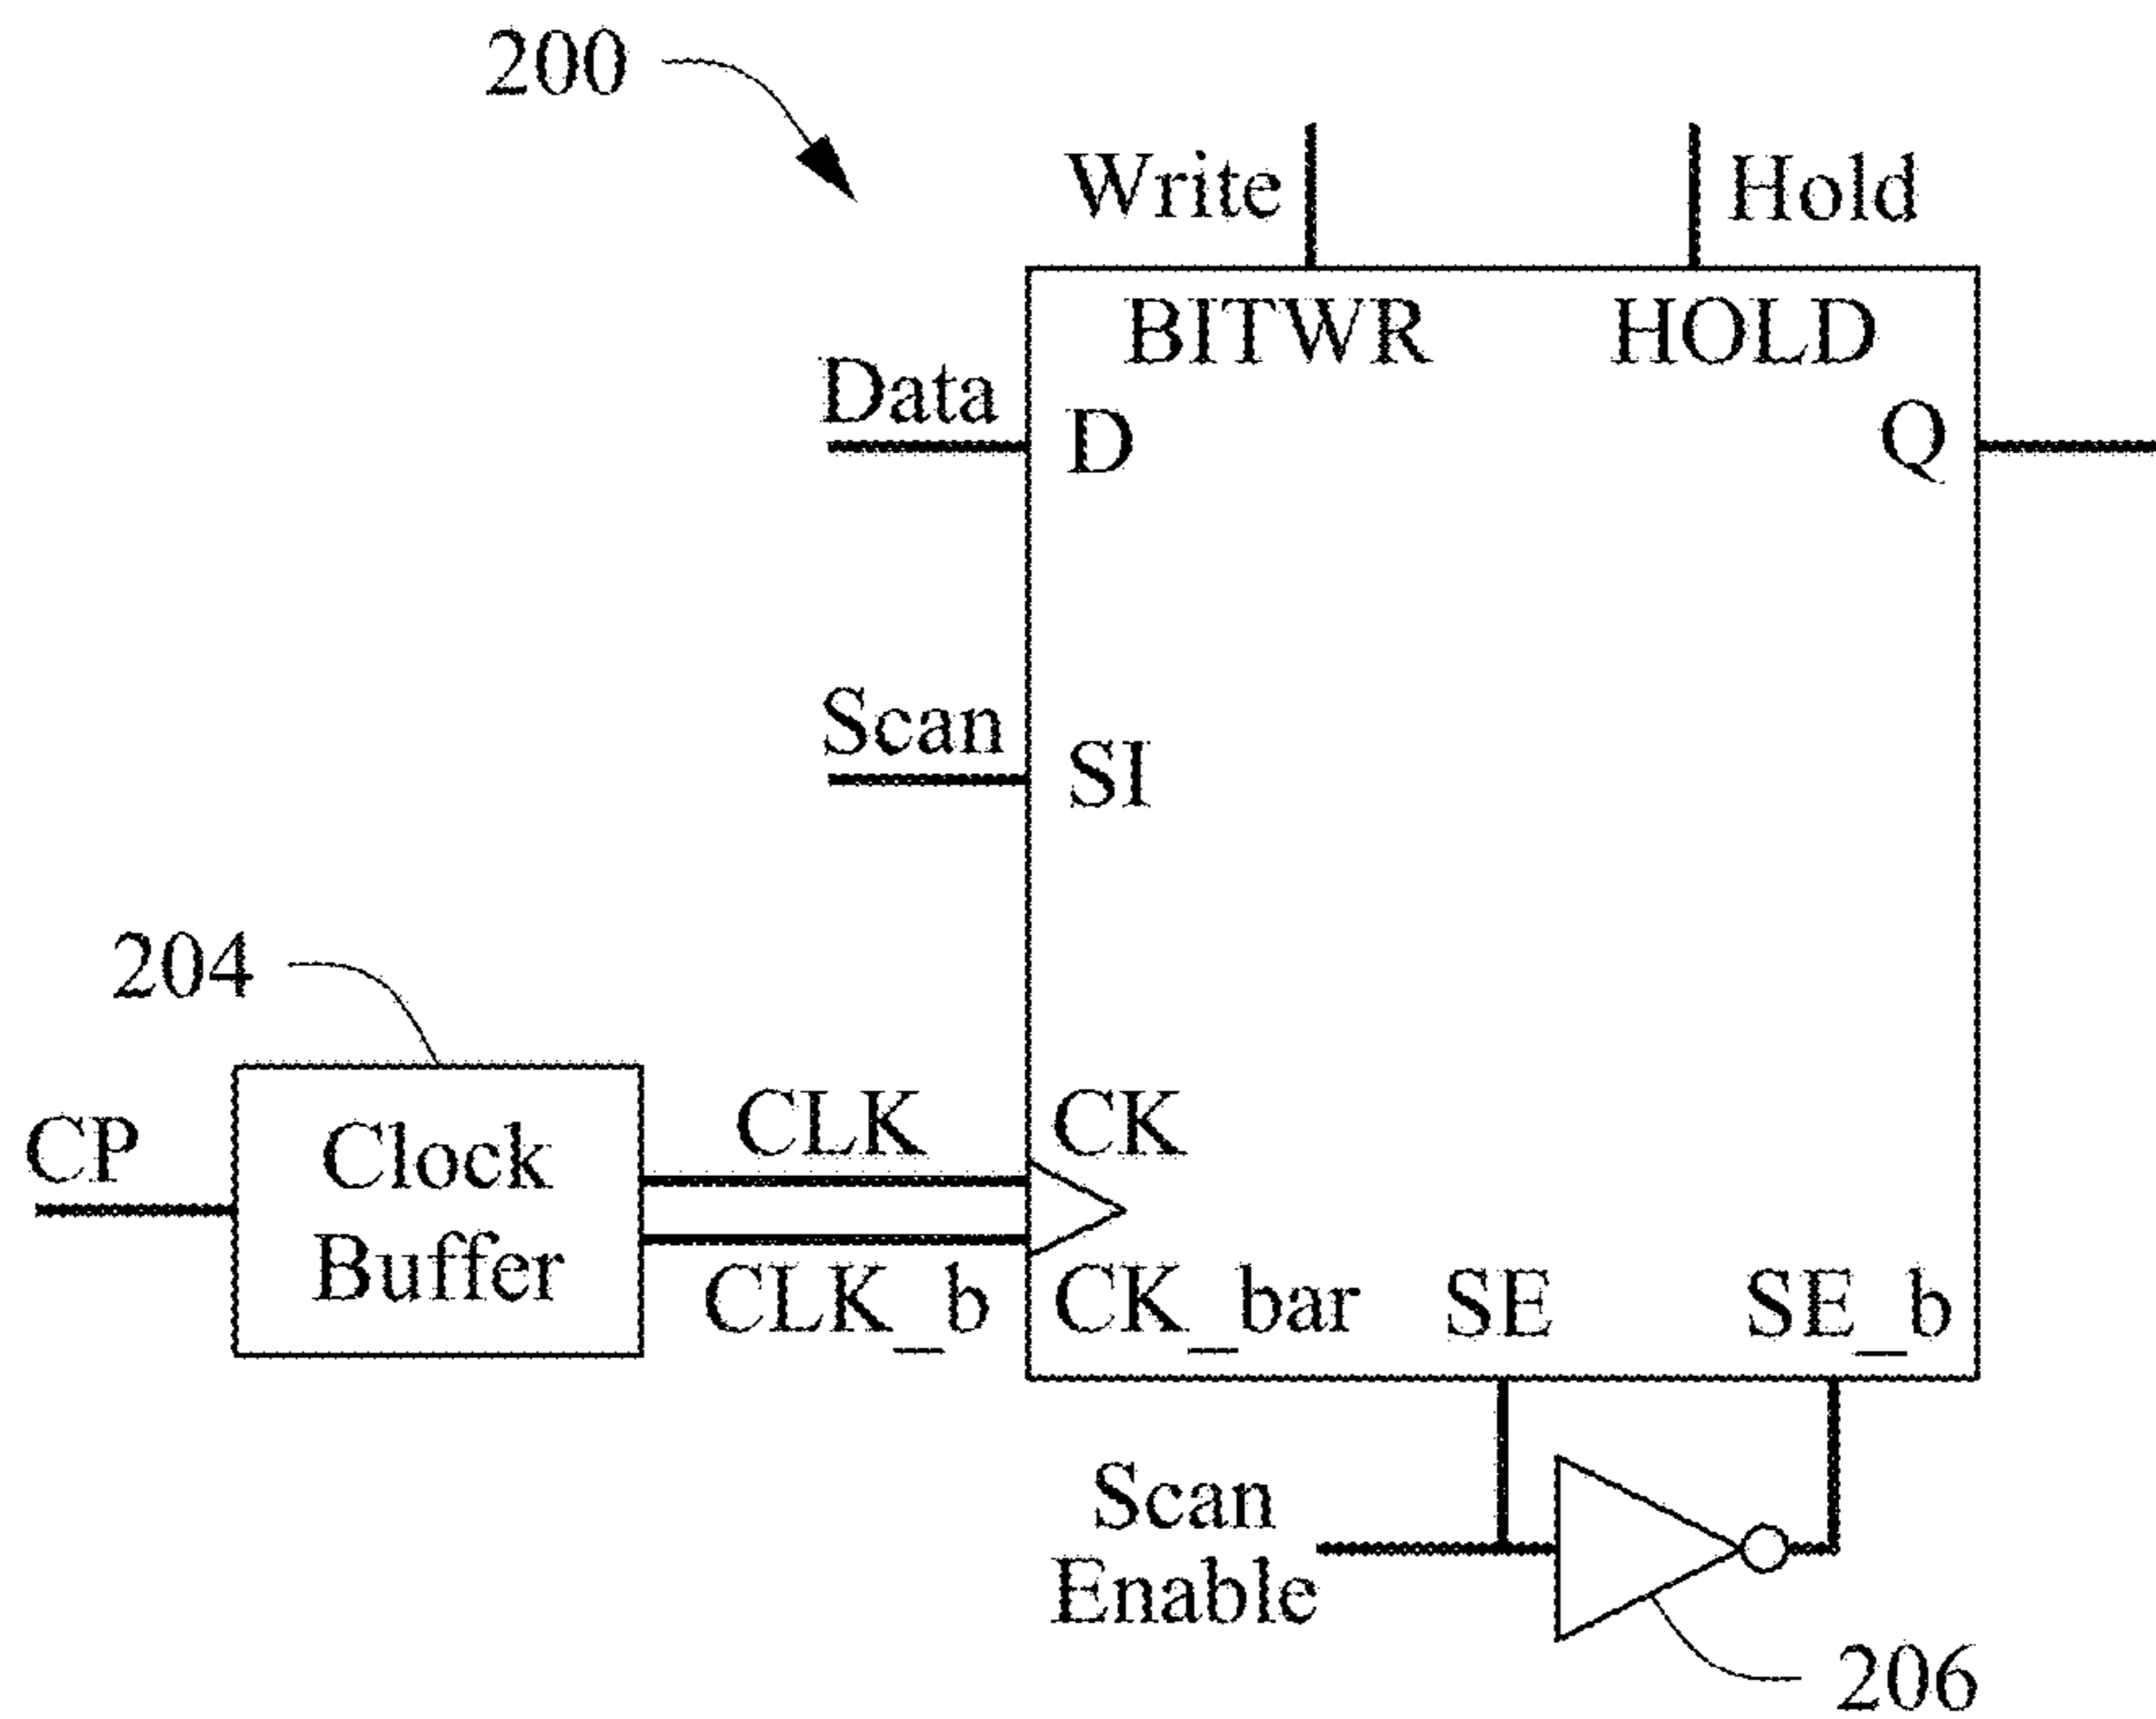 200
Write
Hold
BITWR
HOLD
Data
D
Q
Scan
SI
204
CP
Clock
Buffer
CLK
CK
CLK_b
CK_bar
SE
SE_b
Scan
Enable
206